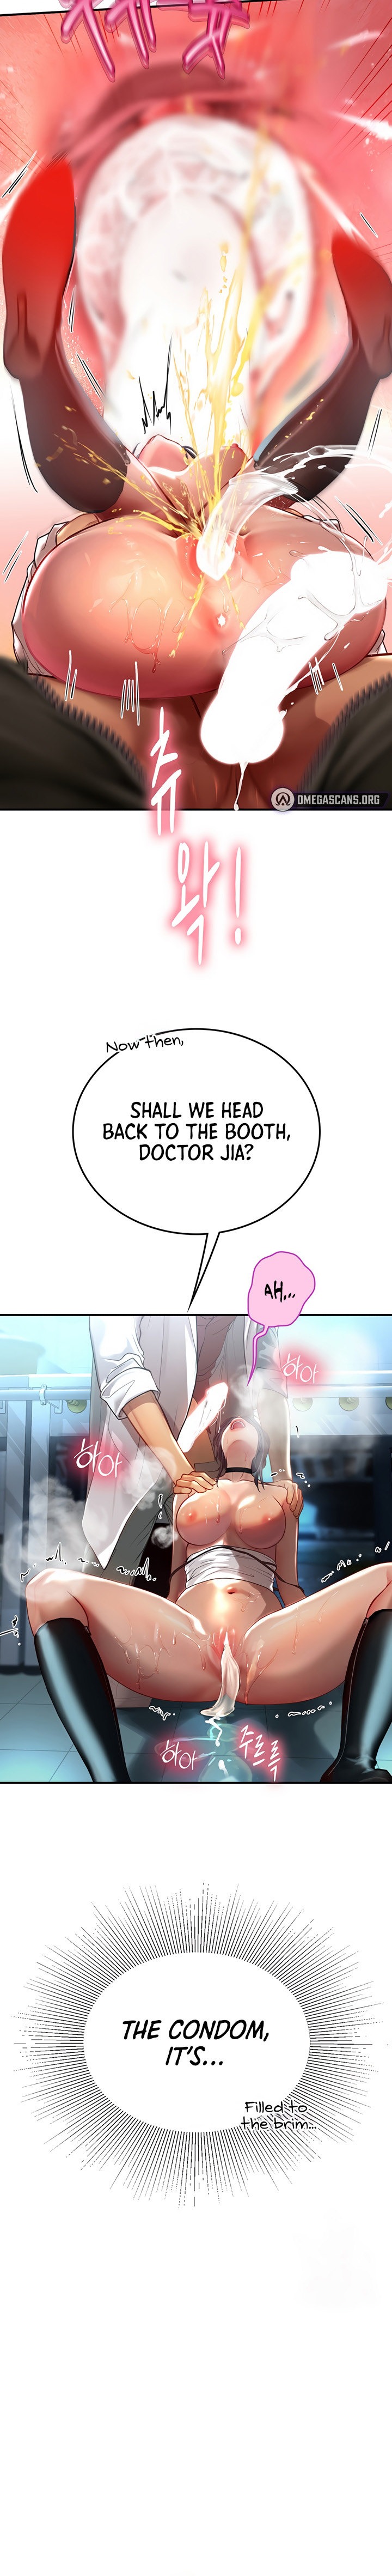 OMEGASCANS.ORG
슈
왁!
Now then,
SHALL WE HEAD
BACK TO THE BOOTH,
DOCTOR JIA?
AH...
하아
하아
하아
주르륵
THE CONDOM,
IT'S...
Filled to
the brim...